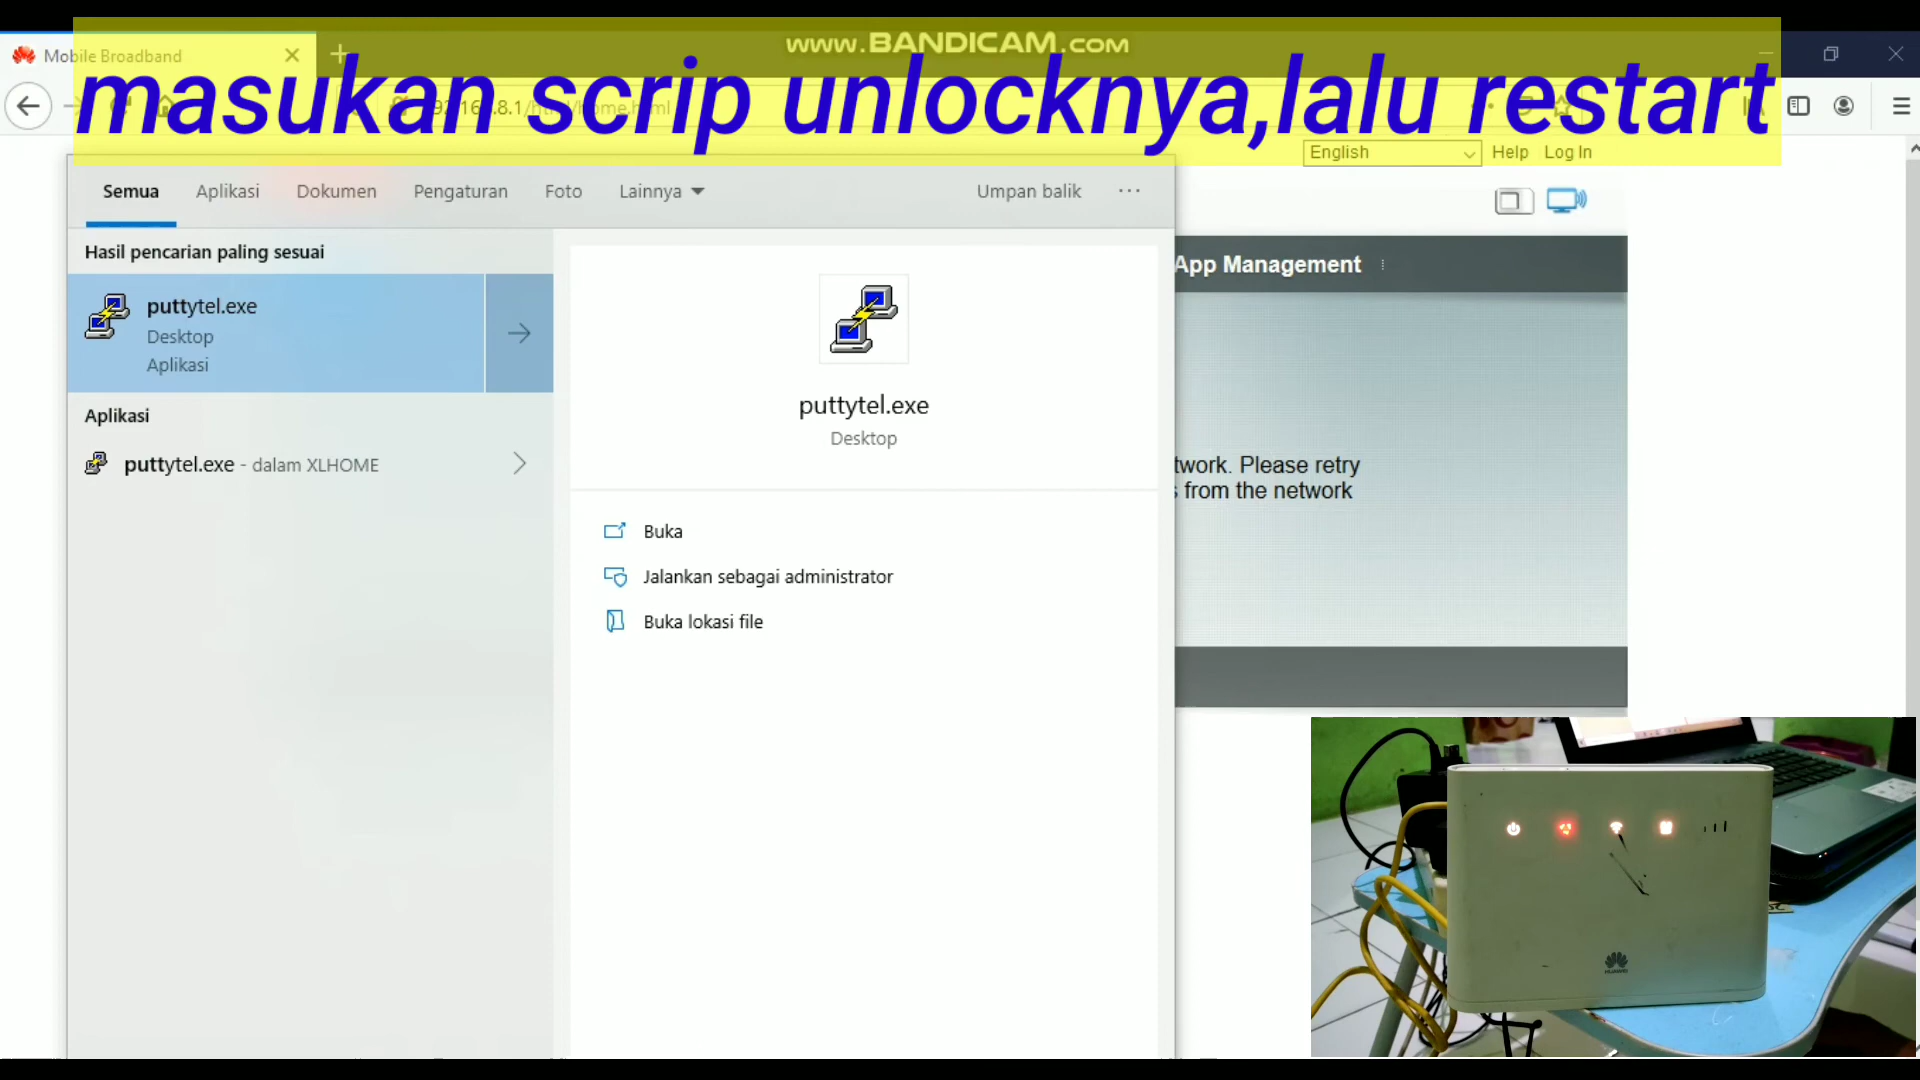 www.BANDICAM.com
Mobile Broadband
masukan scrip unlocknya,lalu restart
English
Help
Log In
Semua
Aplikasi
Dokumen
Pengaturan
Foto
Lainnya
Umpan balik
Hasil pencarian paling sesuai
puttytel.exe
Desktop
Aplikasi
Aplikasi
puttytel.exe - dalam XLHOME
puttytel.exe
Desktop
Buka
Jalankan sebagai administrator
Buka lokasi file
App Management
twork. Please retry
from the network
HUAWEI